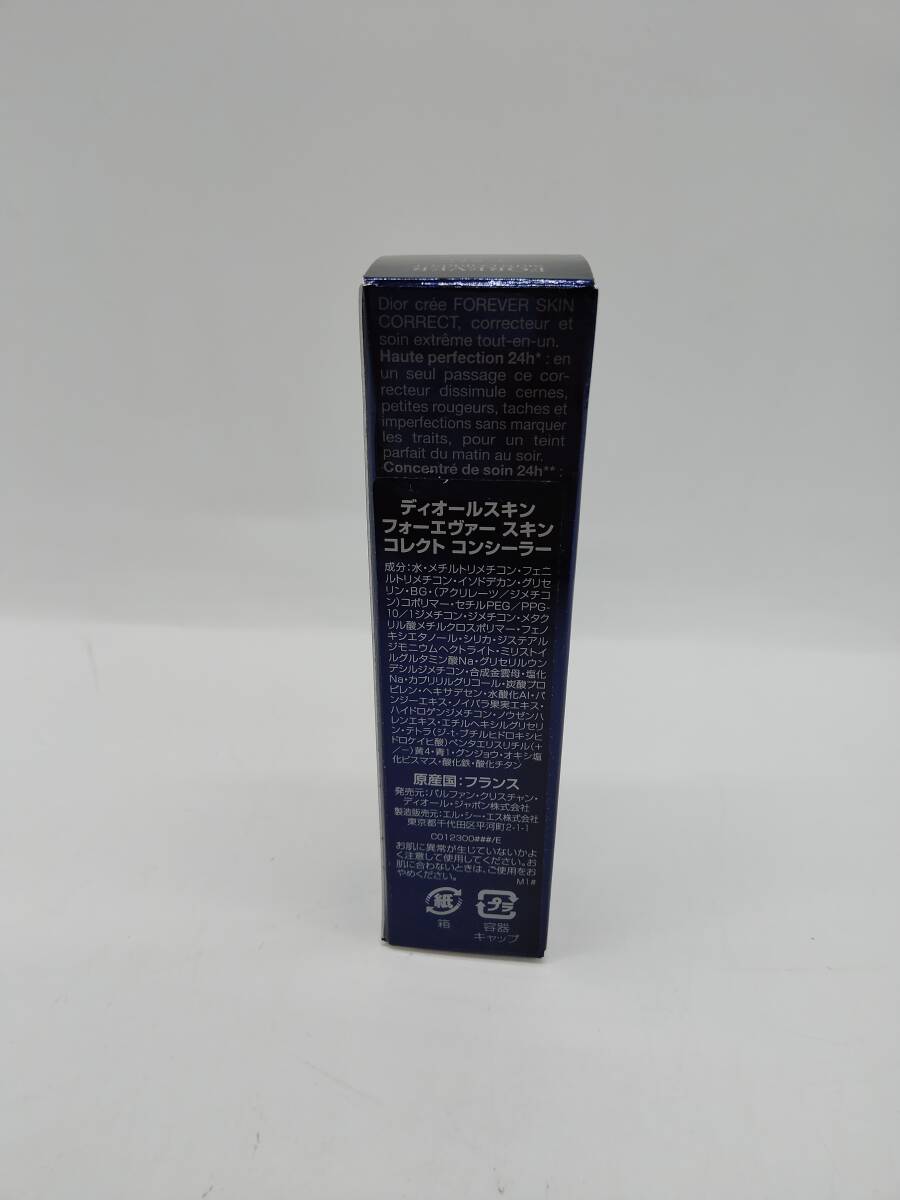 FOREVER
Dior crée FOREVER SKIN
CORRECT, correcteur et
soin extrême tout-en-un.
Haute perfection 24h* : en
un seul passage ce cor-
recteur dissimule cernes,
petites rougeurs, taches et
imperfections sans marquer
les traits, pour un teint
parfait du matin au soir.
Concentré de soin 24h** :
ディオールスキン
フォーエヴァー スキン
コレクト コンシーラー
成分:水・メチルトリメチコン・フェニ
ルトリメチコン・イソドデカン・グリセ
リン・BG・(アクリレーツ/ジメチコ
ン)コポリマー・セチルPEG/PPG-
10/1ジメチコン・ジメチコン・メタク
リル酸メチルクロスポリマー・フェノ
キシエタノール・シリカ・ジステアル
ジモニウムヘクトライト・ミリストイ
ルグルタミン酸Na・グリセリルウン
デシルジメチコン・合成金雲母・塩化
Na・カプリリルグリコール・炭酸プロ
ピレン・ヘキサデセン・水酸化Al・パ
ンジーエキス・ノイバラ果実エキス・
ハイドロゲンジメチコン・ノウゼンハ
レンエキス・エチルヘキシルグリセリ
ン・テトラ(ジ-t-ブチルヒドロキシヒ
ドロケイヒ酸)ペンタエリスリチル(+
/−)黄4・青1・グンジョウ・オキシ塩
化ビスマス・酸化鉄・酸化チタン
原産国:フランス
発売元:パルファン・クリスチャン・
ディオール・ジャポン株式会社
製造販売元:エル・シー・エス株式会社
東京都千代田区平河町2-1-1
C012300###/E
お肌に異常が生じていないかよ
く注意して使用してください。お
肌に合わないときは、ご使用をお
やめください。
M1#
紙 プラ
箱 容器
キャップ